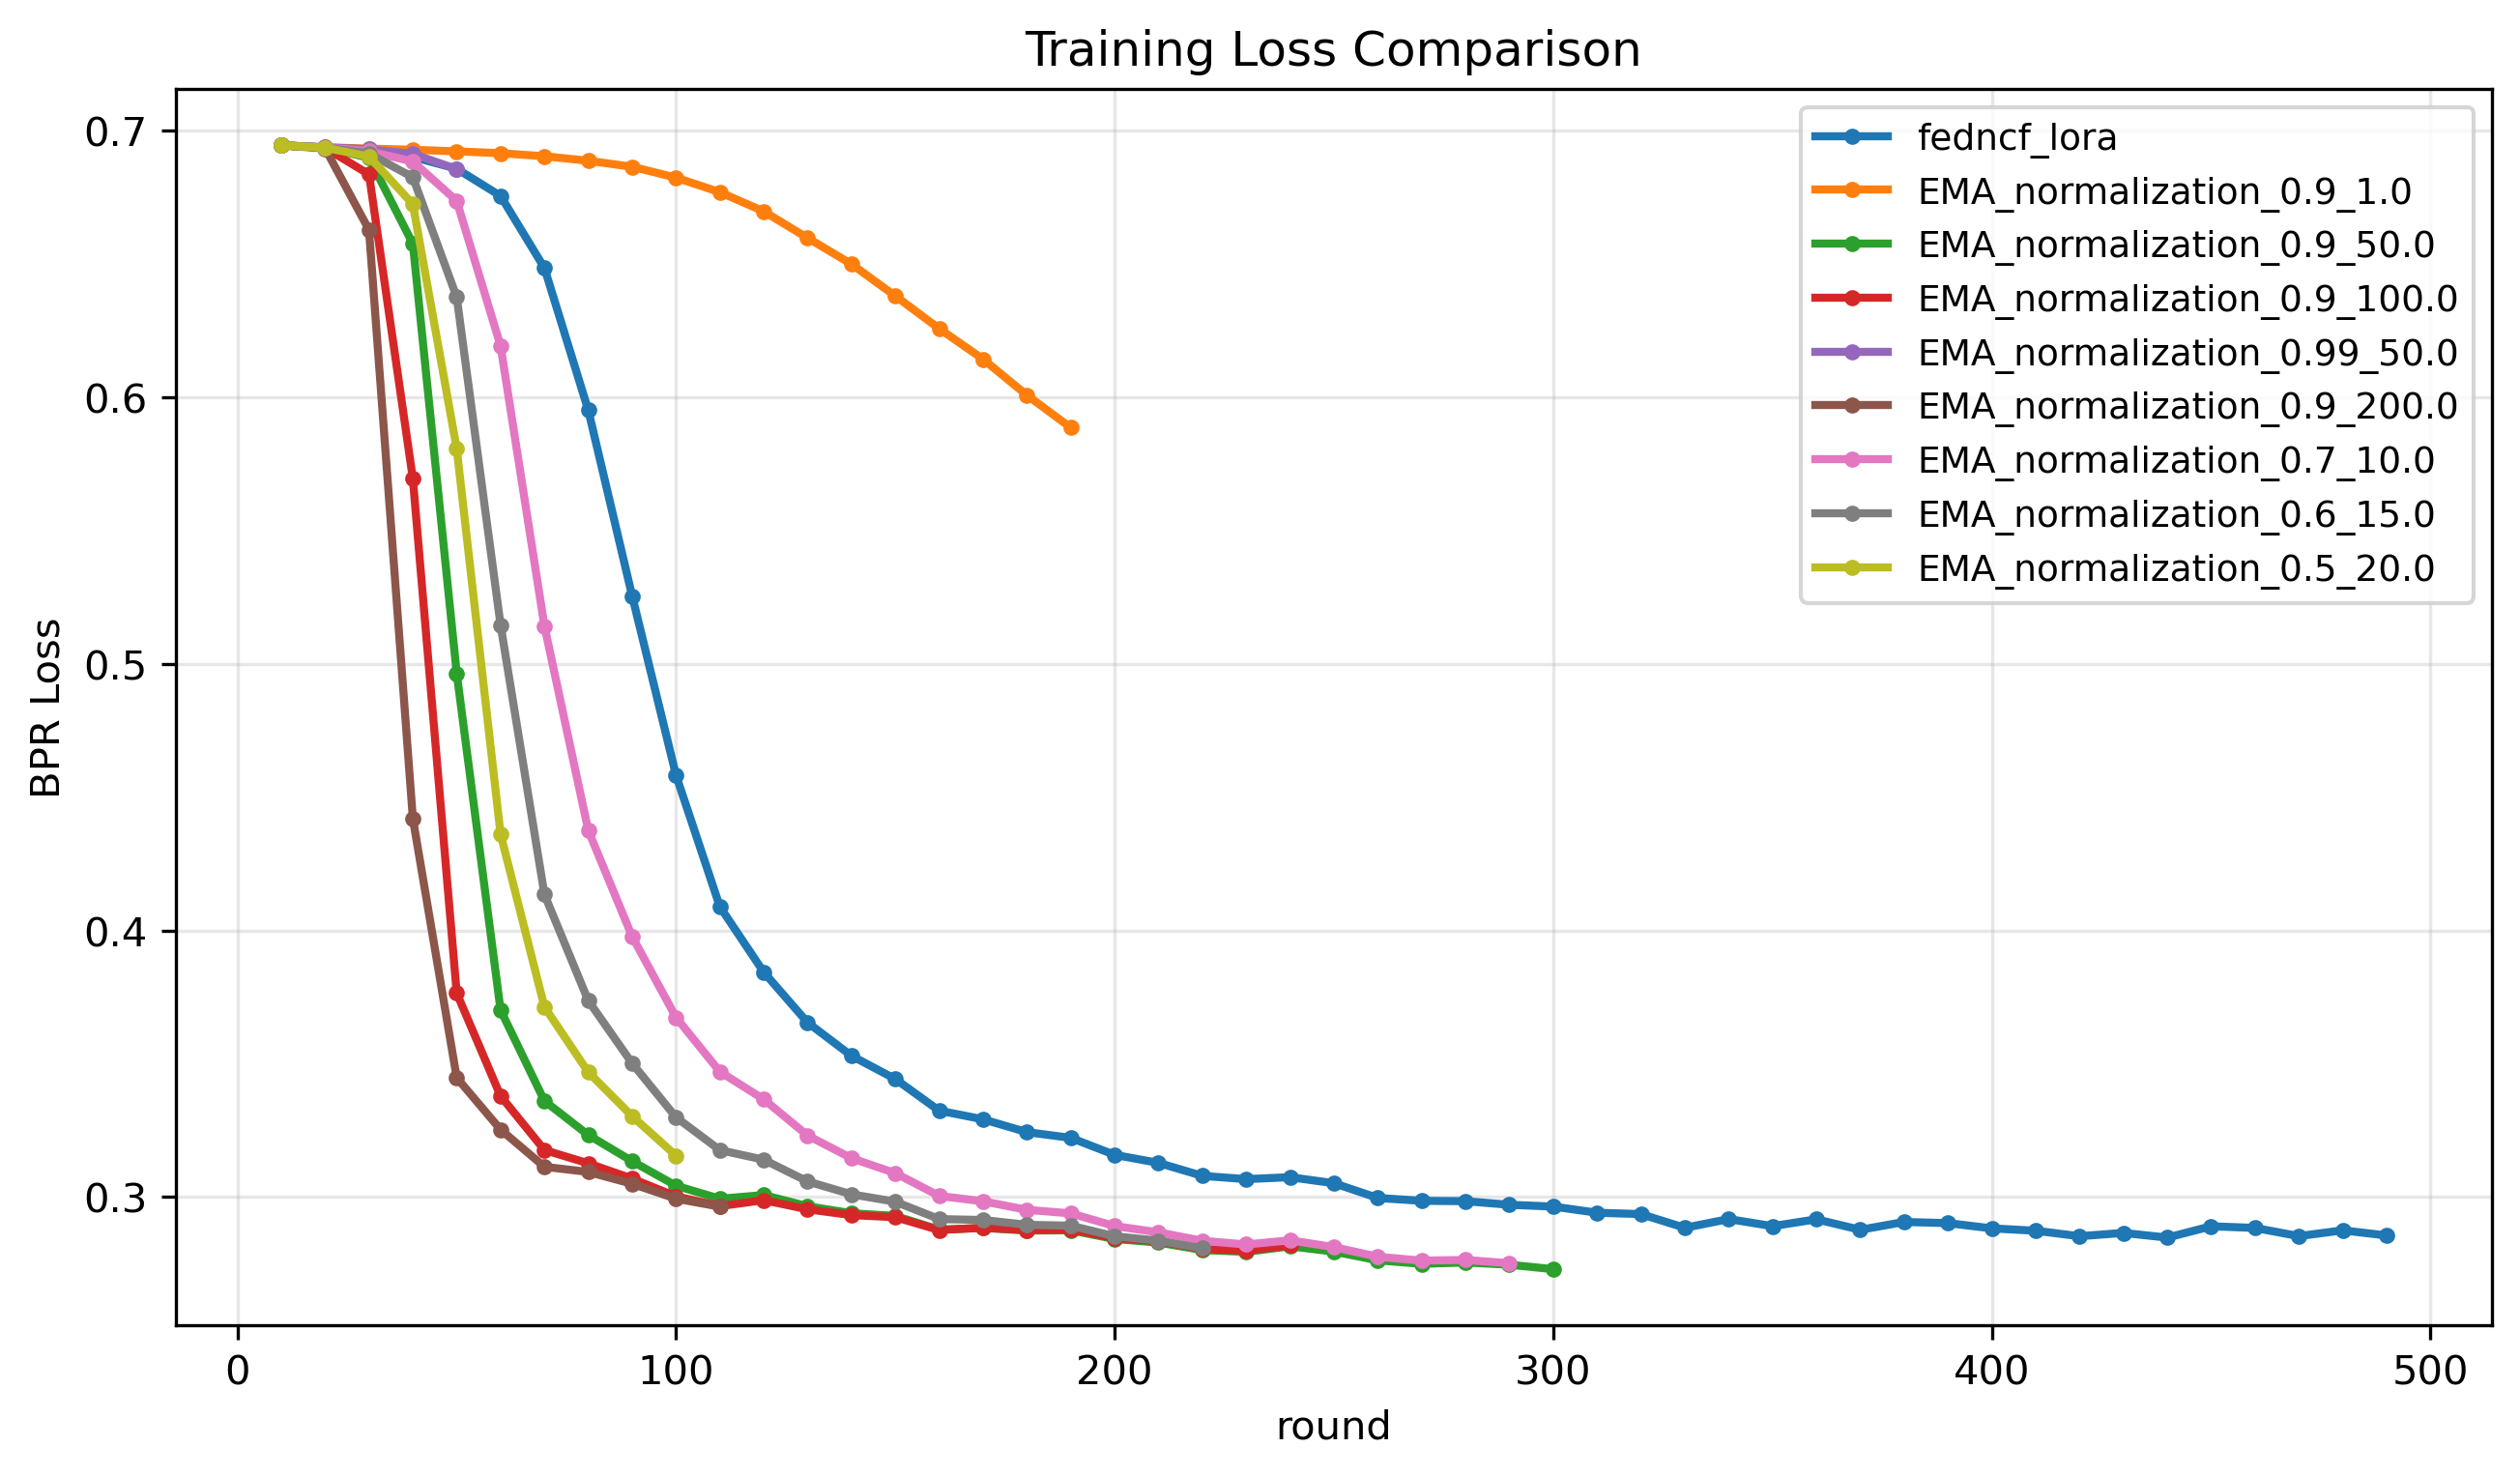 Training Loss Comparison
0.7
0.6
0.5
0.4
0.3
BPR Loss
fedncf_lora
EMA_normalization_0.9_1.0
EMA_normalization_0.9_50.0
EMA_normalization_0.9_100.0
EMA_normalization_0.99_50.0
EMA_normalization_0.9_200.0
EMA_normalization_0.7_10.0
EMA_normalization_0.6_15.0
EMA_normalization_0.5_20.0
0 100 200 300 400 500
round